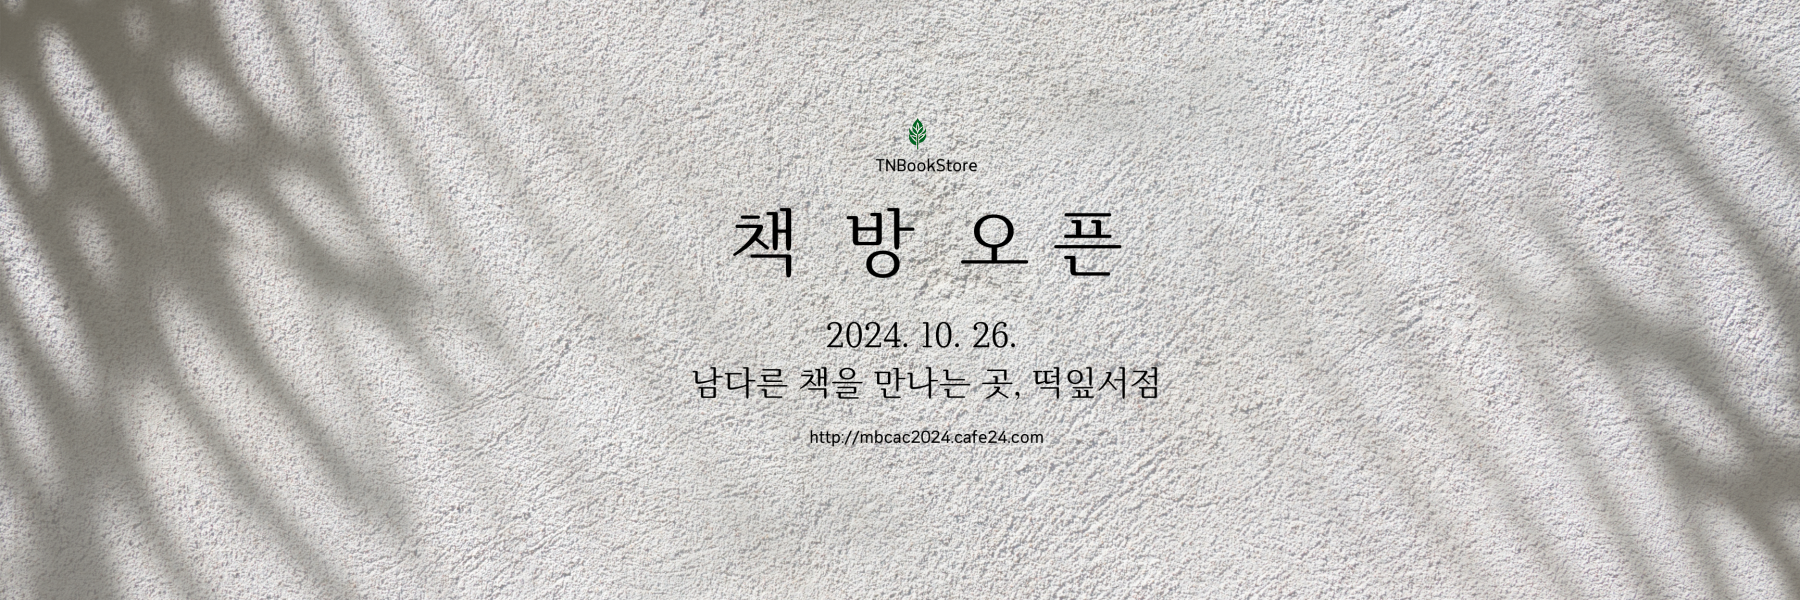 TNBookStore
책 방 오픈
2024. 10. 26.
남다른 책을 만나는 곳, 떡잎서점
http://mbcac2024.cafe24.com